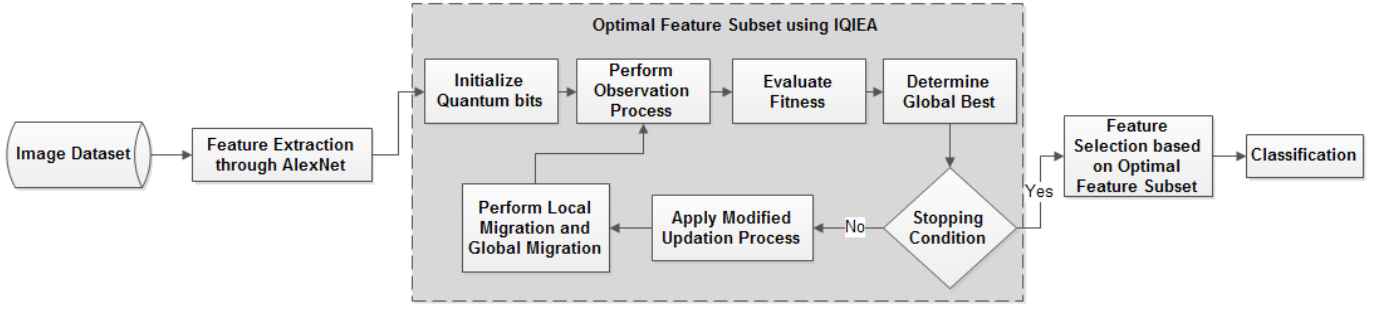 Optimal Feature Subset using IQIEA
Initialize
Quantum bits
Perform
Observation
Process
Evaluate
Fitness
Determine
Global Best
Image Dataset
Feature Extraction
through AlexNet
Feature
Selection based
on Optimal
Feature Subset
Classification
Yes
Perform Local
Migration and
Global Migration
Apply Modified
Updation Process
No
Stopping
Condition